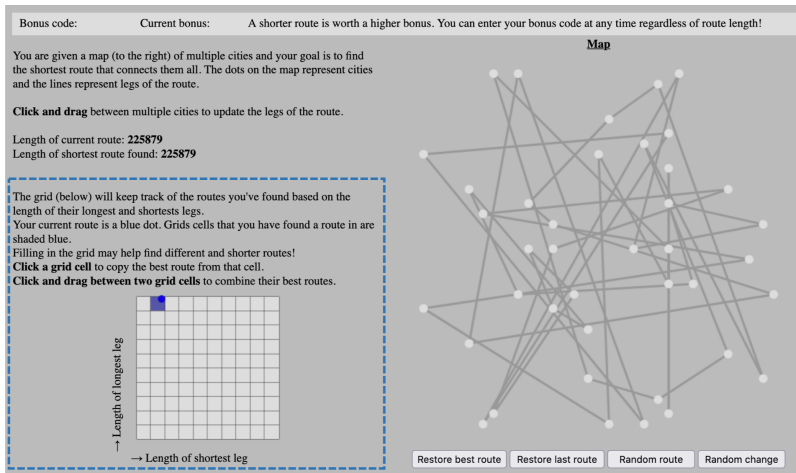 Bonus code: Current bonus: A shorter route is worth a higher bonus. You can enter your bonus code at any time regardless of route length!
You are given a map (to the right) of multiple cities and your goal is to find
the shortest route that connects them all. The dots on the map represent cities
and the lines represent legs of the route.
Click and drag between multiple cities to update the legs of the route.
Length of current route: 225879
Length of shortest route found: 225879
The grid (below) will keep track of the routes you've found based on the
length of their longest and shortests legs.
Your current route is a blue dot. Grids cells that you have found a route in are
shaded blue.
Filling in the grid may help find different and shorter routes!
Click a grid cell to copy the best route from that cell.
Click and drag between two grid cells to combine their best routes.
→ Length of longest leg
→ Length of shortest leg
Map
Restore best route Restore last route Random route Random change